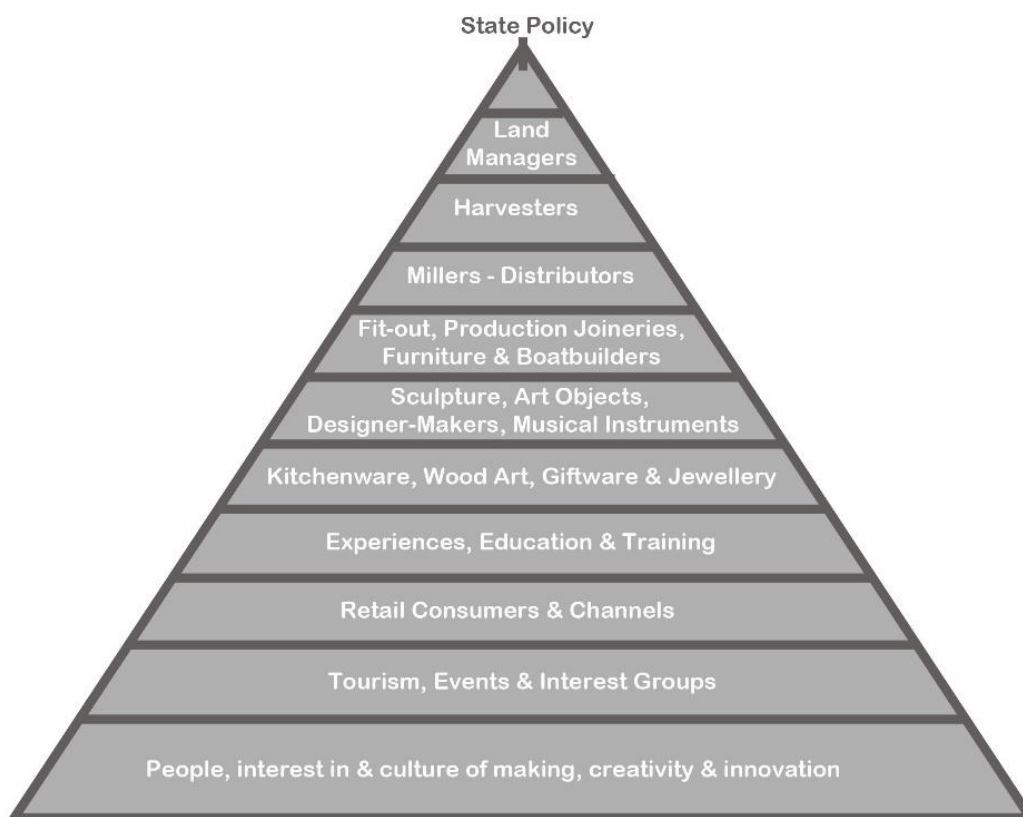 State Policy
Land
Managers
Harvesters
Millers - Distributors
Fit-out, Production Joineries,
Furniture & Boatbuilders
Sculpture, Art Objects,
Designer-Makers, Musical Instruments
Kitchenware, Wood Art, Giftware & Jewellery
Experiences, Education & Training
Retail Consumers & Channels
Tourism, Events & Interest Groups
People, interest in & culture of making, creativity & innovation